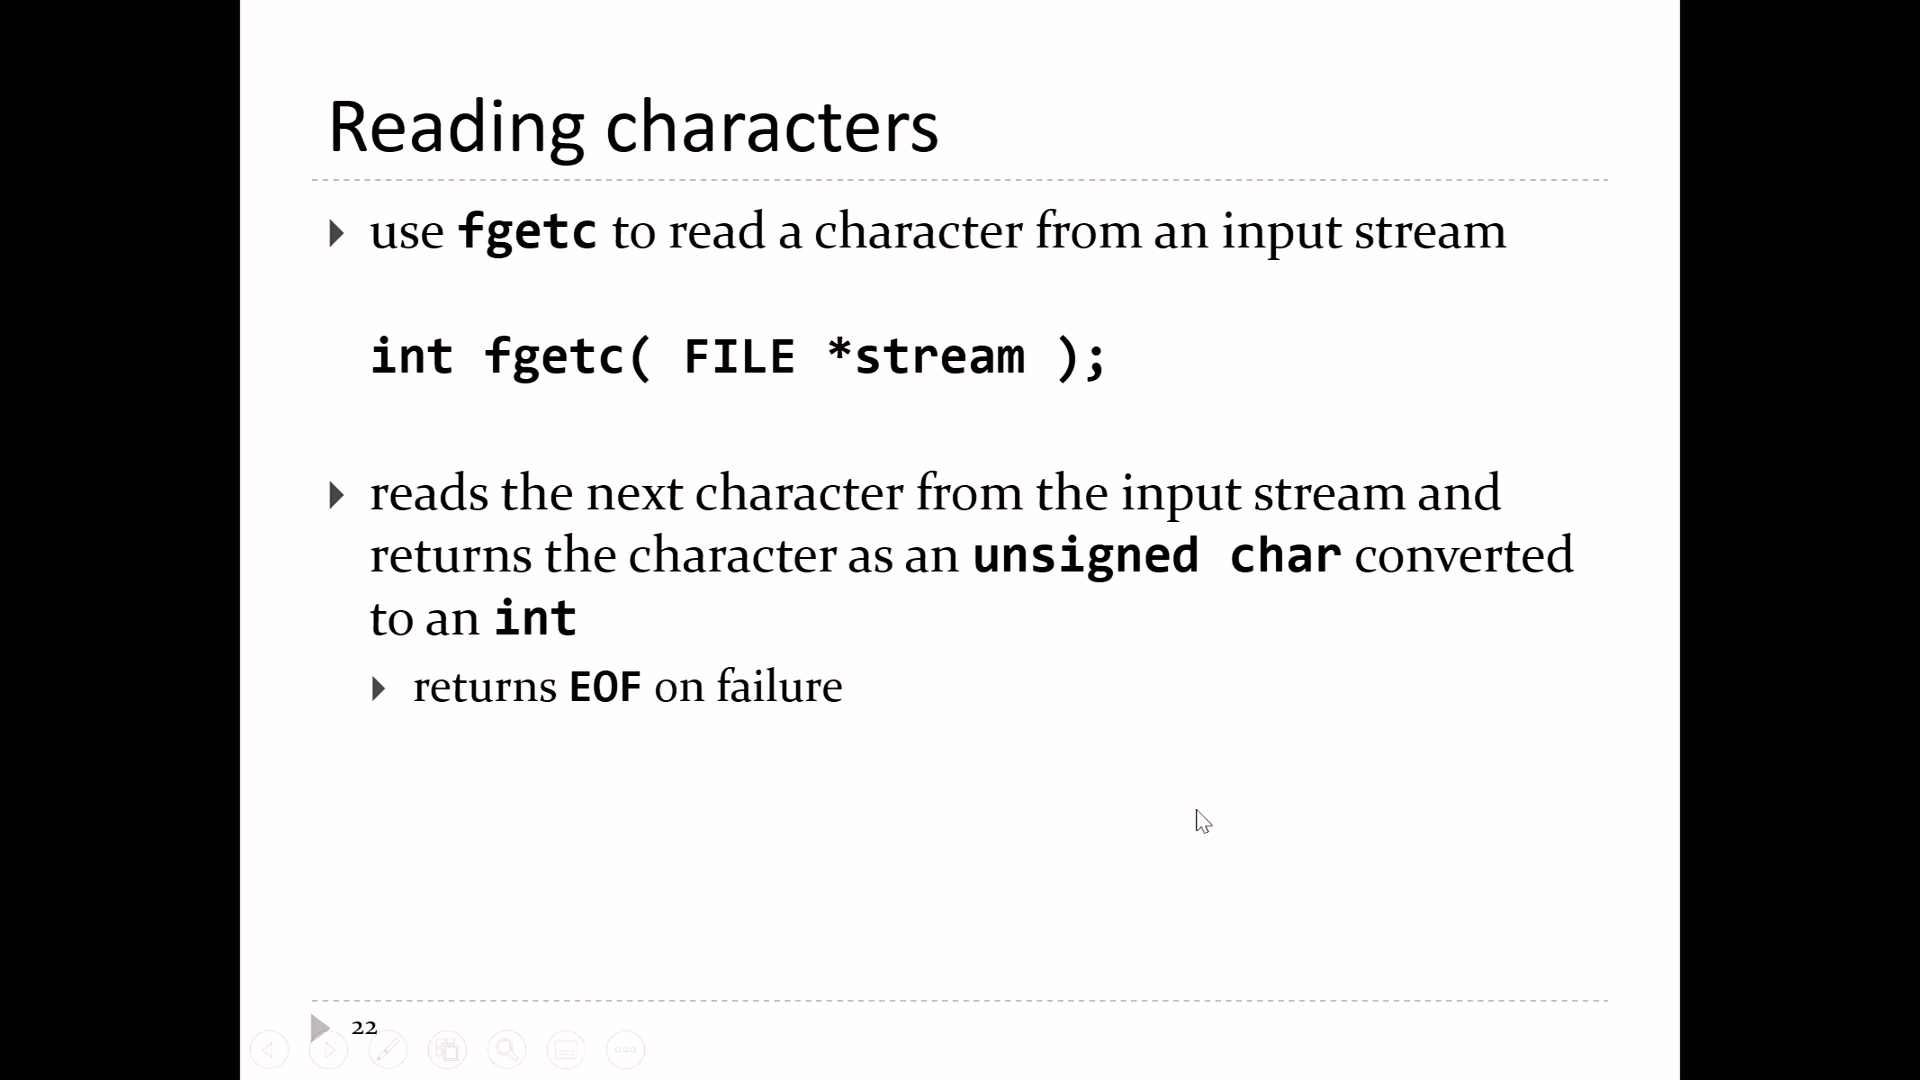 Reading characters
use fgetc to read a character from an input stream
int fgetc( FILE *stream );
reads the next character from the input stream and
returns the character as an unsigned char converted
to an int
returns EOF on failure
22